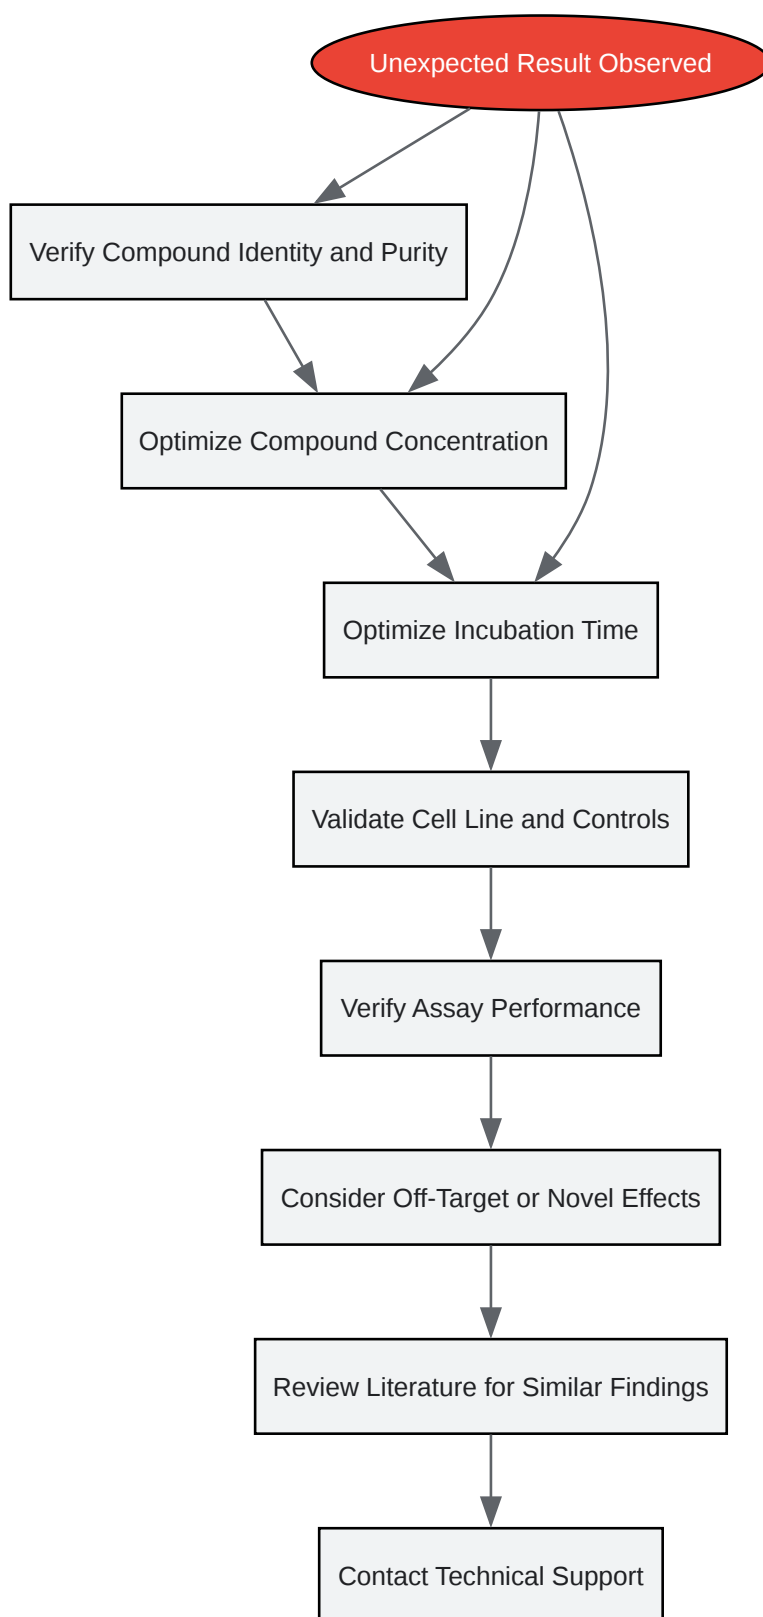 Unexpected Result Observed
Verify Compound Identity and Purity
Optimize Compound Concentration
Optimize Incubation Time
Validate Cell Line and Controls
Verify Assay Performance
Consider Off-Target or Novel Effects
Review Literature for Similar Findings
Contact Technical Support